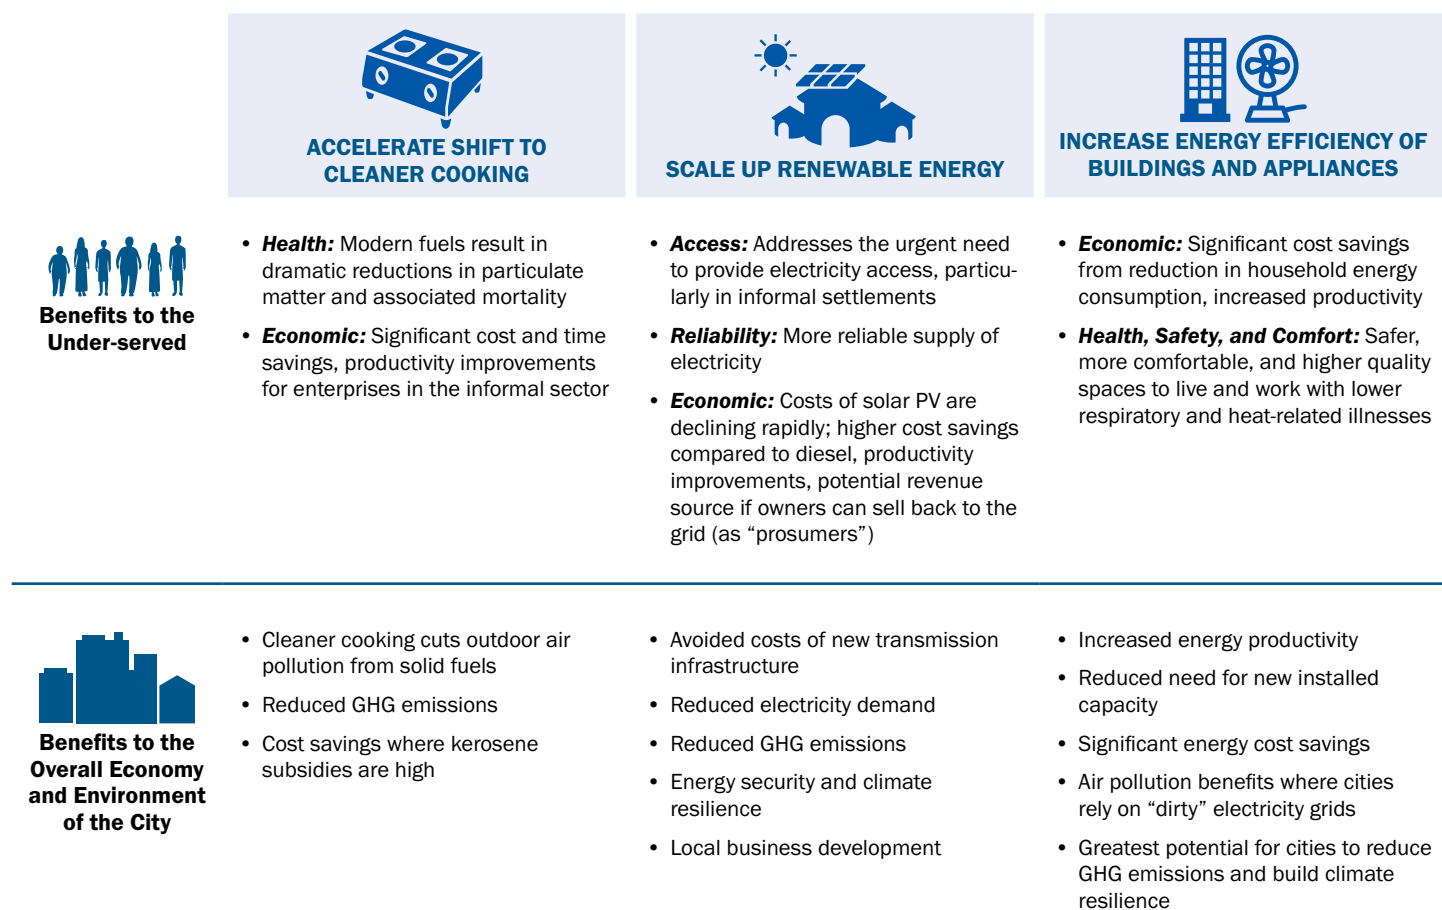 ACCELERATE SHIFT TO
CLEANER COOKING
SCALE UP RENEWABLE ENERGY
INCREASE ENERGY EFFICIENCY OF
BUILDINGS AND APPLIANCES
Benefits to the
Under-served
• Health: Modern fuels result in
dramatic reductions in particulate
matter and associated mortality
• Economic: Significant cost and time
savings, productivity improvements
for enterprises in the informal sector
• Access: Addresses the urgent need
to provide electricity access, particu-
larly in informal settlements
• Reliability: More reliable supply of
electricity
• Economic: Costs of solar PV are
declining rapidly; higher cost savings
compared to diesel, productivity
improvements, potential revenue
source if owners can sell back to the
grid (as “prosumers”)
• Economic: Significant cost savings
from reduction in household energy
consumption, increased productivity
• Health, Safety, and Comfort: Safer,
more comfortable, and higher quality
spaces to live and work with lower
respiratory and heat-related illnesses
Benefits to the
Overall Economy
and Environment
of the City
• Cleaner cooking cuts outdoor air
pollution from solid fuels
• Reduced GHG emissions
• Cost savings where kerosene
subsidies are high
• Avoided costs of new transmission
infrastructure
• Reduced electricity demand
• Reduced GHG emissions
• Energy security and climate
resilience
• Local business development
• Increased energy productivity
• Reduced need for new installed
capacity
• Significant energy cost savings
• Air pollution benefits where cities
rely on “dirty” electricity grids
• Greatest potential for cities to reduce
GHG emissions and build climate
resilience